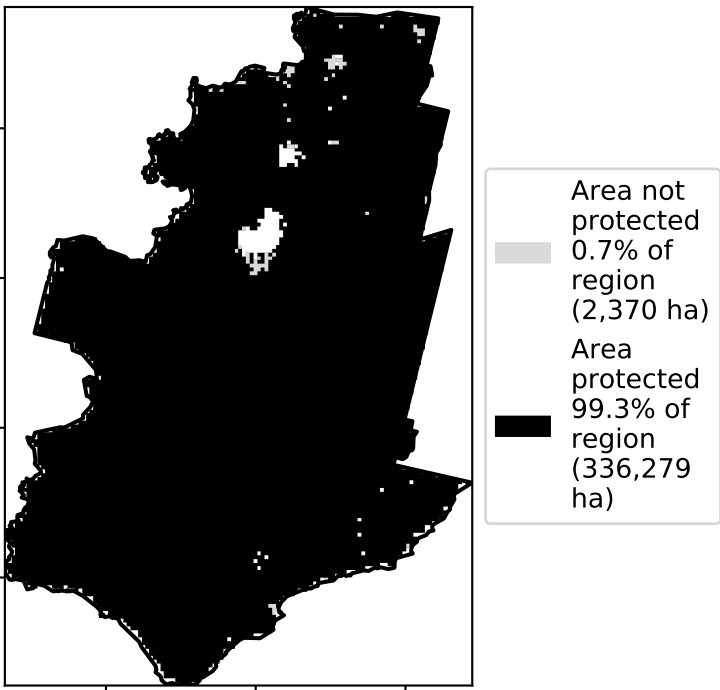 Area not
protected
0.7% of
region
(2,370 ha)
Area
protected
99.3% of
region
(336,279
ha)